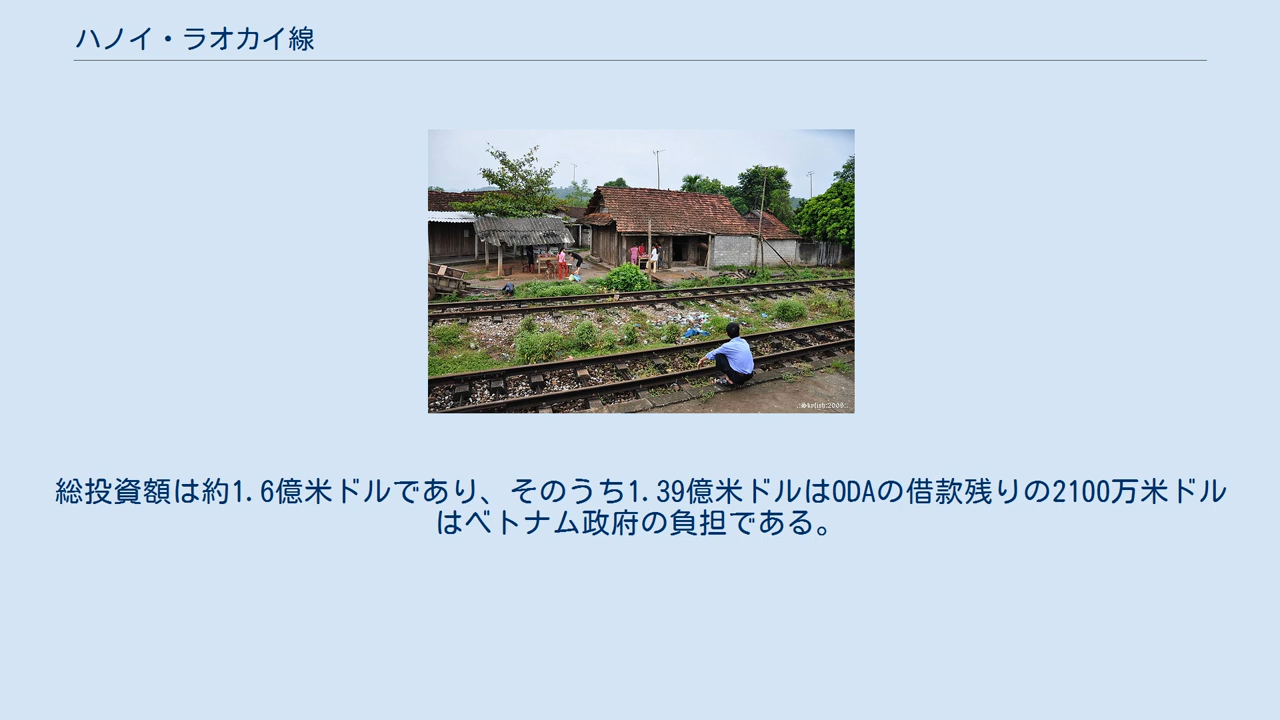 ハノイ・ラオカイ線
総投資額は約1.6億米ドルであり、そのうち1.39億米ドルはODAの借款残りの2100万米ドル
はベトナム政府の負担である。